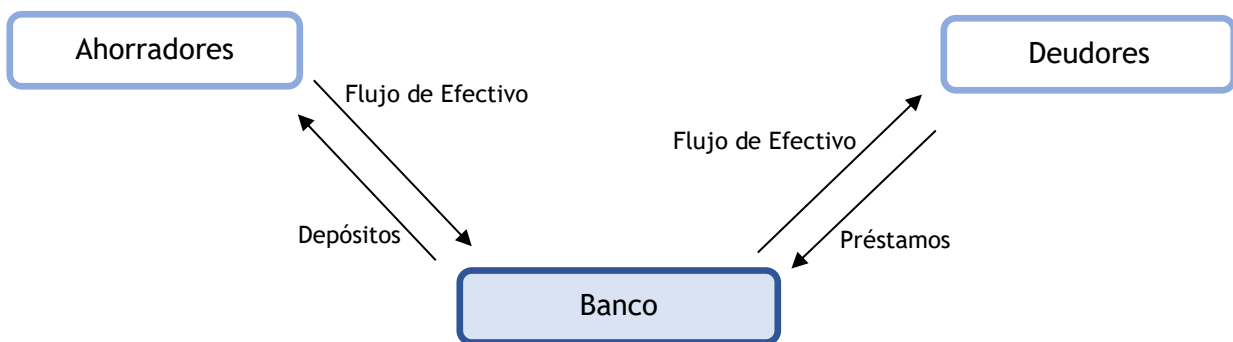 Ahorradores
Deudores
Flujo de Efectivo
Flujo de Efectivo
Depósitos
Préstamos
Banco